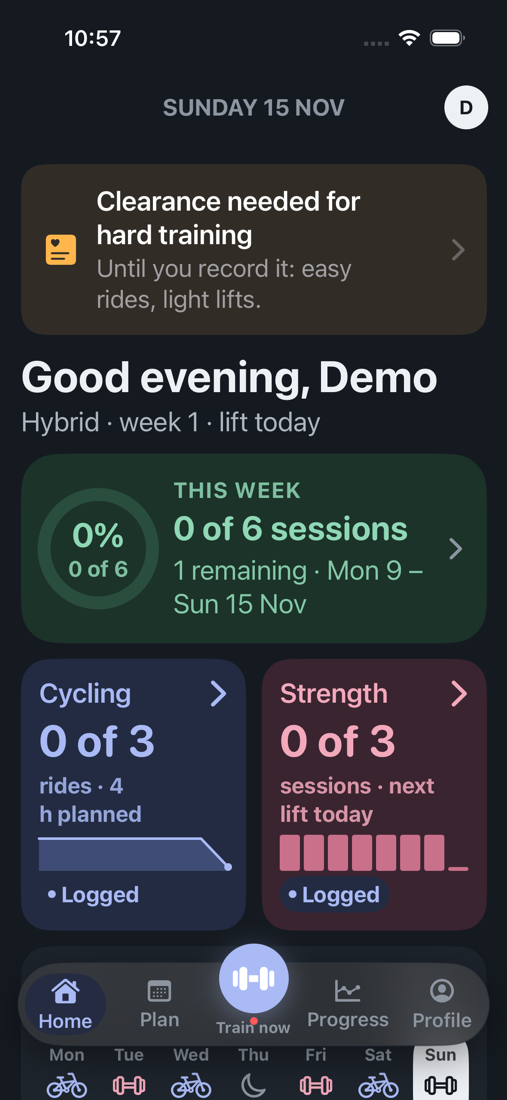 10:57
SUNDAY 15 NOV
D
Clearance needed for
hard training
Until you record it: easy
rides, light lifts.
Good evening, Demo
Hybrid · week 1 · lift today
THIS WEEK
0%
0 of 6
0 of 6 sessions
1 remaining · Mon 9 –
Sun 15 Nov
Cycling
0 of 3
rides · 4
h planned
• Logged
Strength
0 of 3
sessions · next
lift today
• Logged
Home
Plan
Train now
Progress
Profile
Mon Tue Wed Thu Fri Sat Sun